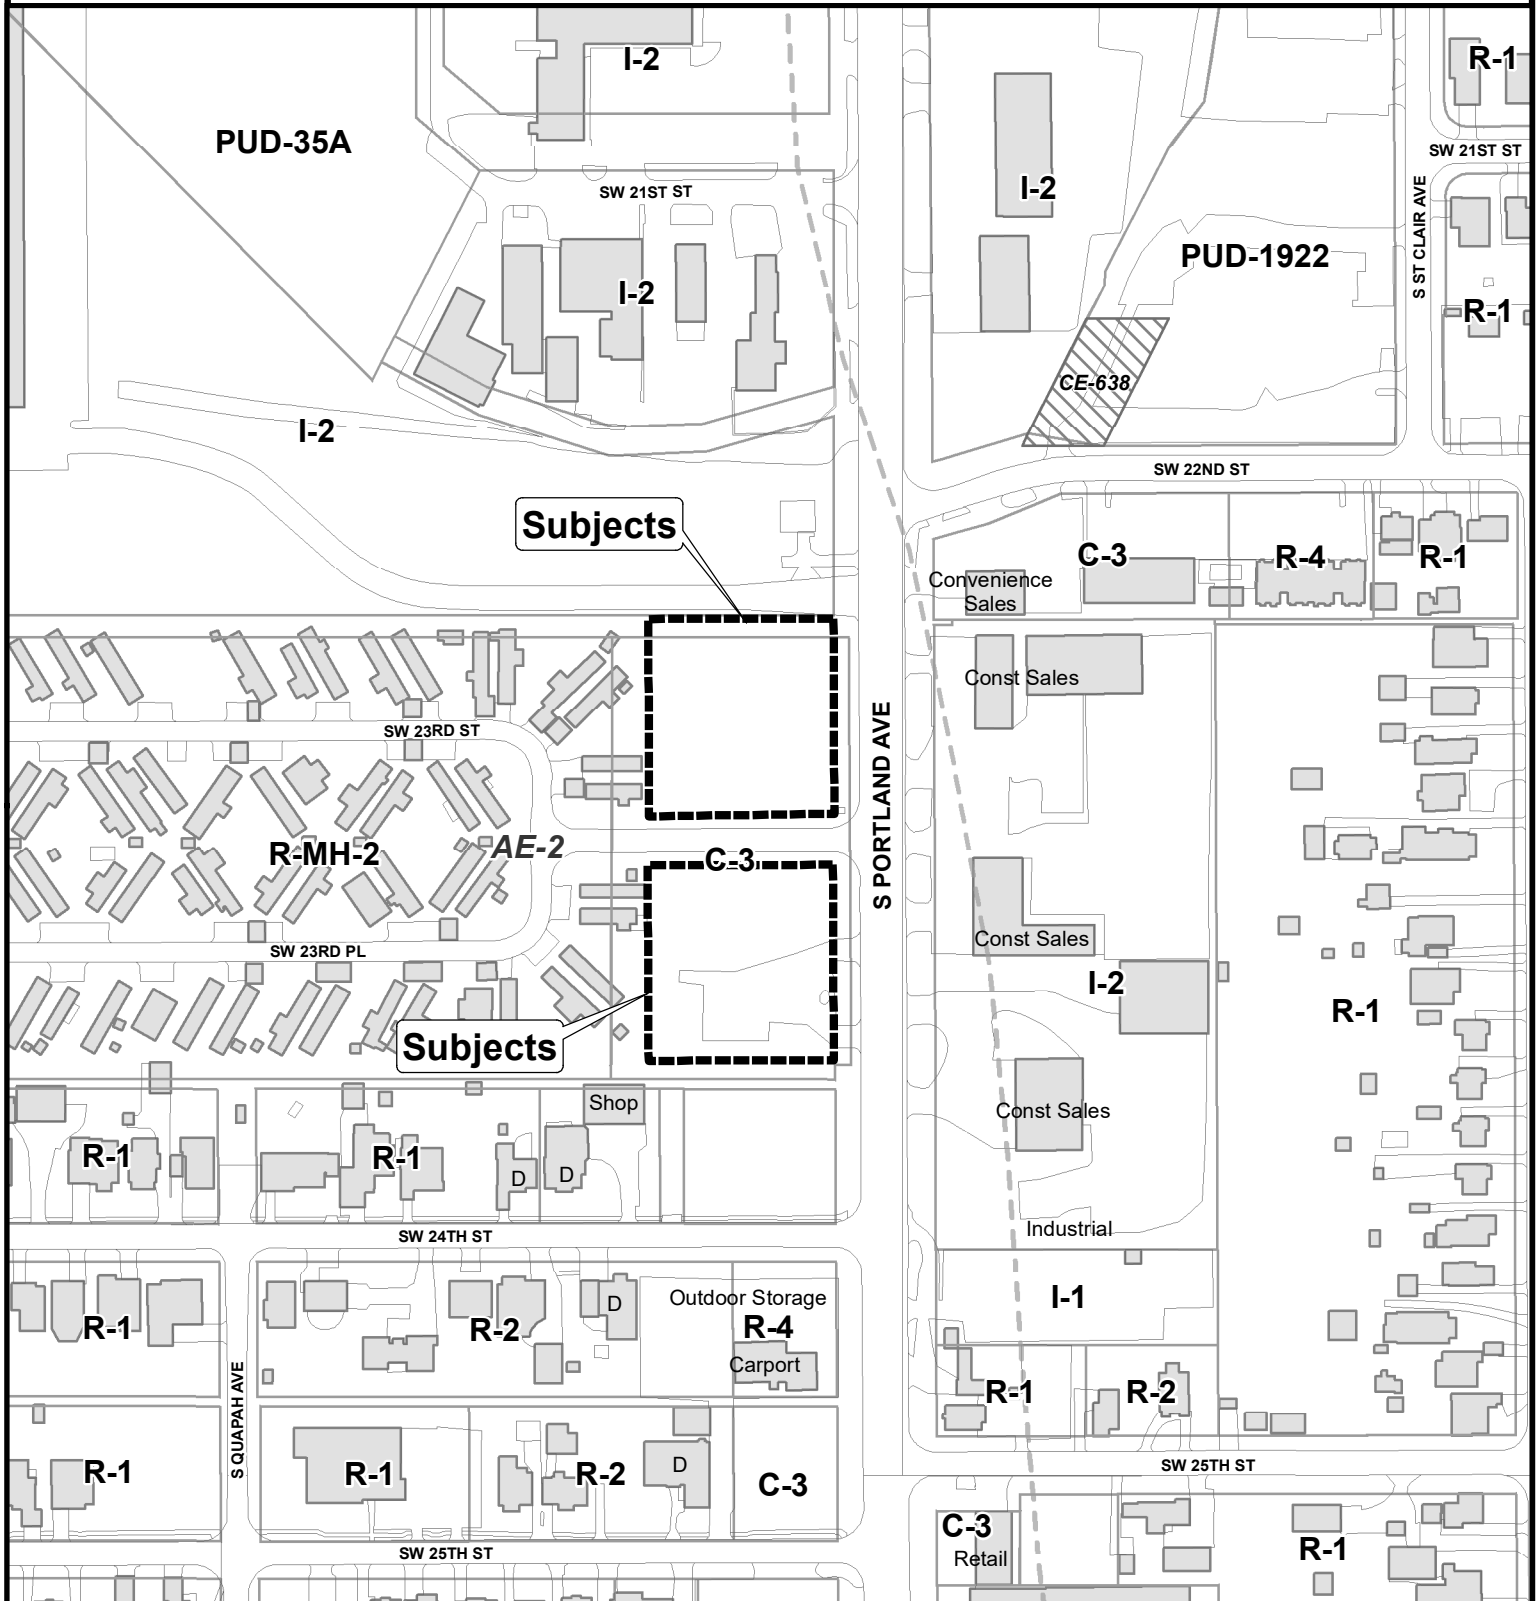 I-2
R-1
PUD-35A
SW 21ST ST
SW 21ST ST
I-2
S ST CLAIR AVE
PUD-1922
I-2
R-1
CE-638
I-2
SW 22ND ST
Subjects
C-3
R-4
R-1
Convenience
Sales
Const Sales
SW 23RD ST
S PORTLAND AVE
R-MH-2
AE-2
C-3
Const Sales
SW 23RD PL
I-2
R-1
Subjects
Shop
Const Sales
R-1
R-1
D
D
Industrial
SW 24TH ST
Outdoor Storage
I-1
D
R-1
R-2
R-4
Carport
R-1
R-2
S QUAPAH AVE
SW 25TH ST
R-1
R-1
R-2
D
C-3
C-3
Retail
R-1
SW 25TH ST